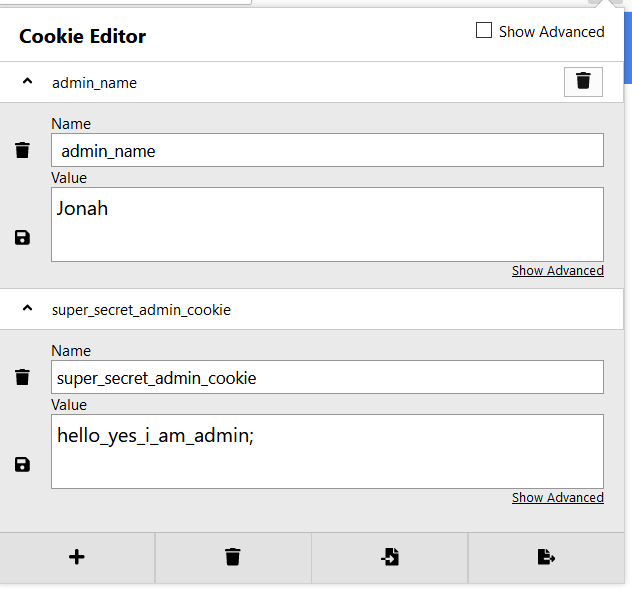 Cookie Editor
Show Advanced
admin_name
Name
admin_name
Value
Jonah
Show Advanced
super_secret_admin_cookie
Name
super_secret_admin_cookie
Value
hello_yes_i_am_admin;
Show Advanced